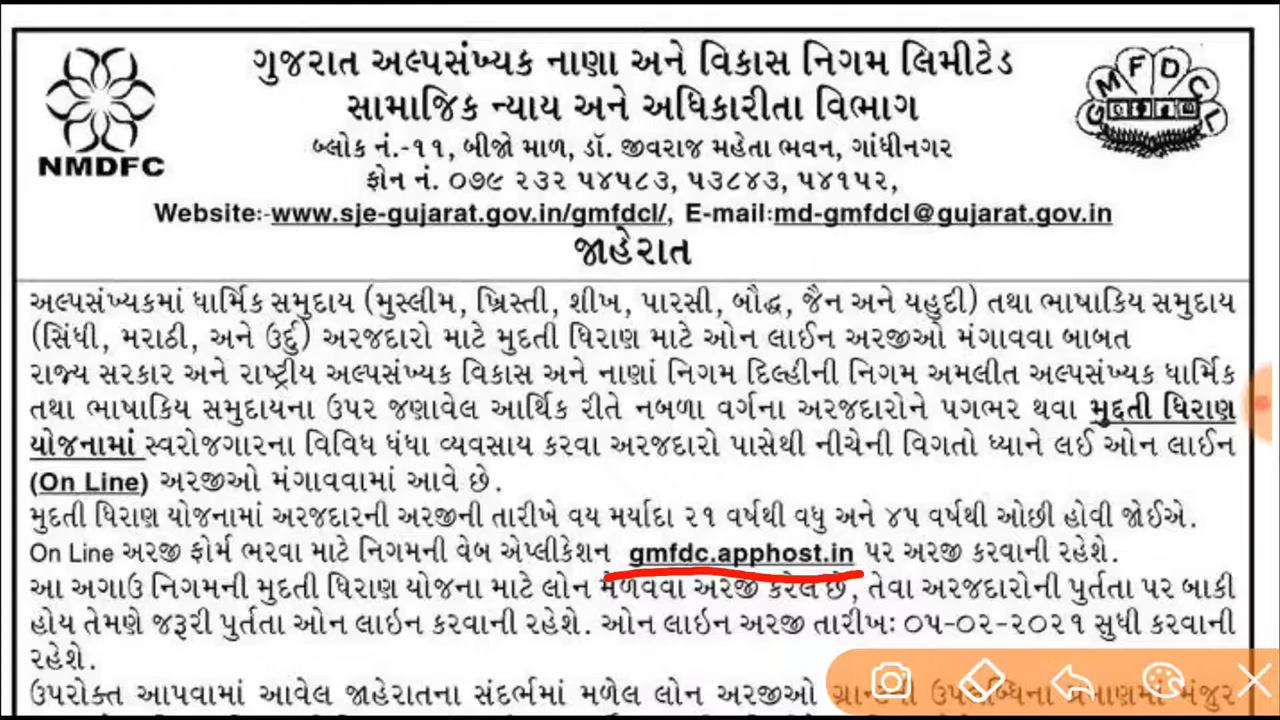 ગુજરાત અલ્પસંખ્યક નાણા અને વિકાસ નિગમ લિમીટેડ
સામાજિક ન્યાય અને અધિકારીતા વિભાગ
NMDFC
GMFDCL
બ્લોક નં.-૧૧, બીજો માળ, ડૉ. જીવરાજ મહેતા ભવન, ગાંધીનગર
ફોન નં. ૦૭૯ ૨૩૨ ૫૪૫૮૩, ૫૩૮૪૩, ૫૪૧૫૨,
Website:-www.sje-gujarat.gov.in/gmfdcl/, E-mail:md-gmfdcl@gujarat.gov.in
જાહેરાત
અલ્પસંખ્યકમાં ધાર્મિક સમુદાય (મુસ્લીમ, ખ્રિસ્તી, શીખ, પારસી, બૌદ્ધ, જૈન અને યહુદી) તથા ભાષાકિય સમુદાય
(સિંધી, મરાઠી, અને ઉર્દુ) અરજદારો માટે મુદતી ધિરાણ માટે ઓન લાઈન અરજીઓ મંગાવવા બાબત
રાજ્ય સરકાર અને રાષ્ટ્રીય અલ્પસંખ્યક વિકાસ અને નાણાં નિગમ દિલ્હીની નિગમ અમલીત અલ્પસંખ્યક ધાર્મિક
તથા ભાષાકિય સમુદાયના ઉપર જણાવેલ આર્થિક રીતે નબળા વર્ગના અરજદારોને પગભર થવા મુદ્દતી ધિરાણ
યોજનામાં સ્વરોજગારના વિવિધ ધંધા વ્યવસાય કરવા અરજદારો પાસેથી નીચેની વિગતો ધ્યાને લઈ ઓન લાઈન
(On Line) અરજીઓ મંગાવવામાં આવે છે.
મુદતી ધિરાણ યોજનામાં અરજદારની અરજીની તારીખે વય મર્યાદા ૨૧ વર્ષથી વધુ અને ૪૫ વર્ષથી ઓછી હોવી જોઈએ.
On Line અરજી ફોર્મ ભરવા માટે નિગમની વેબ એપ્લીકેશન gmfdc.apphost.in પર અરજી કરવાની રહેશે.
આ અગાઉ નિગમની મુદતી ધિરાણ યોજના માટે લોન મેળવવા અરજી કરેલ છે, તેવા અરજદારોની પુર્તતા પર બાકી
હોય તેમણે જરૂરી પુર્તતા ઓન લાઇન કરવાની રહેશે. ઓન લાઇન અરજી તારીખઃ ૦૫-૦૨-૨૦૨૧ સુધી કરવાની
રહેશે.
ઉપરોક્ત આપવામાં આવેલ જાહેરાતના સંદર્ભમાં મળેલ લોન અરજીઓ ગ્રાન્ટની ઉપલબ્ધિના પ્રમાણમાં મંજુર